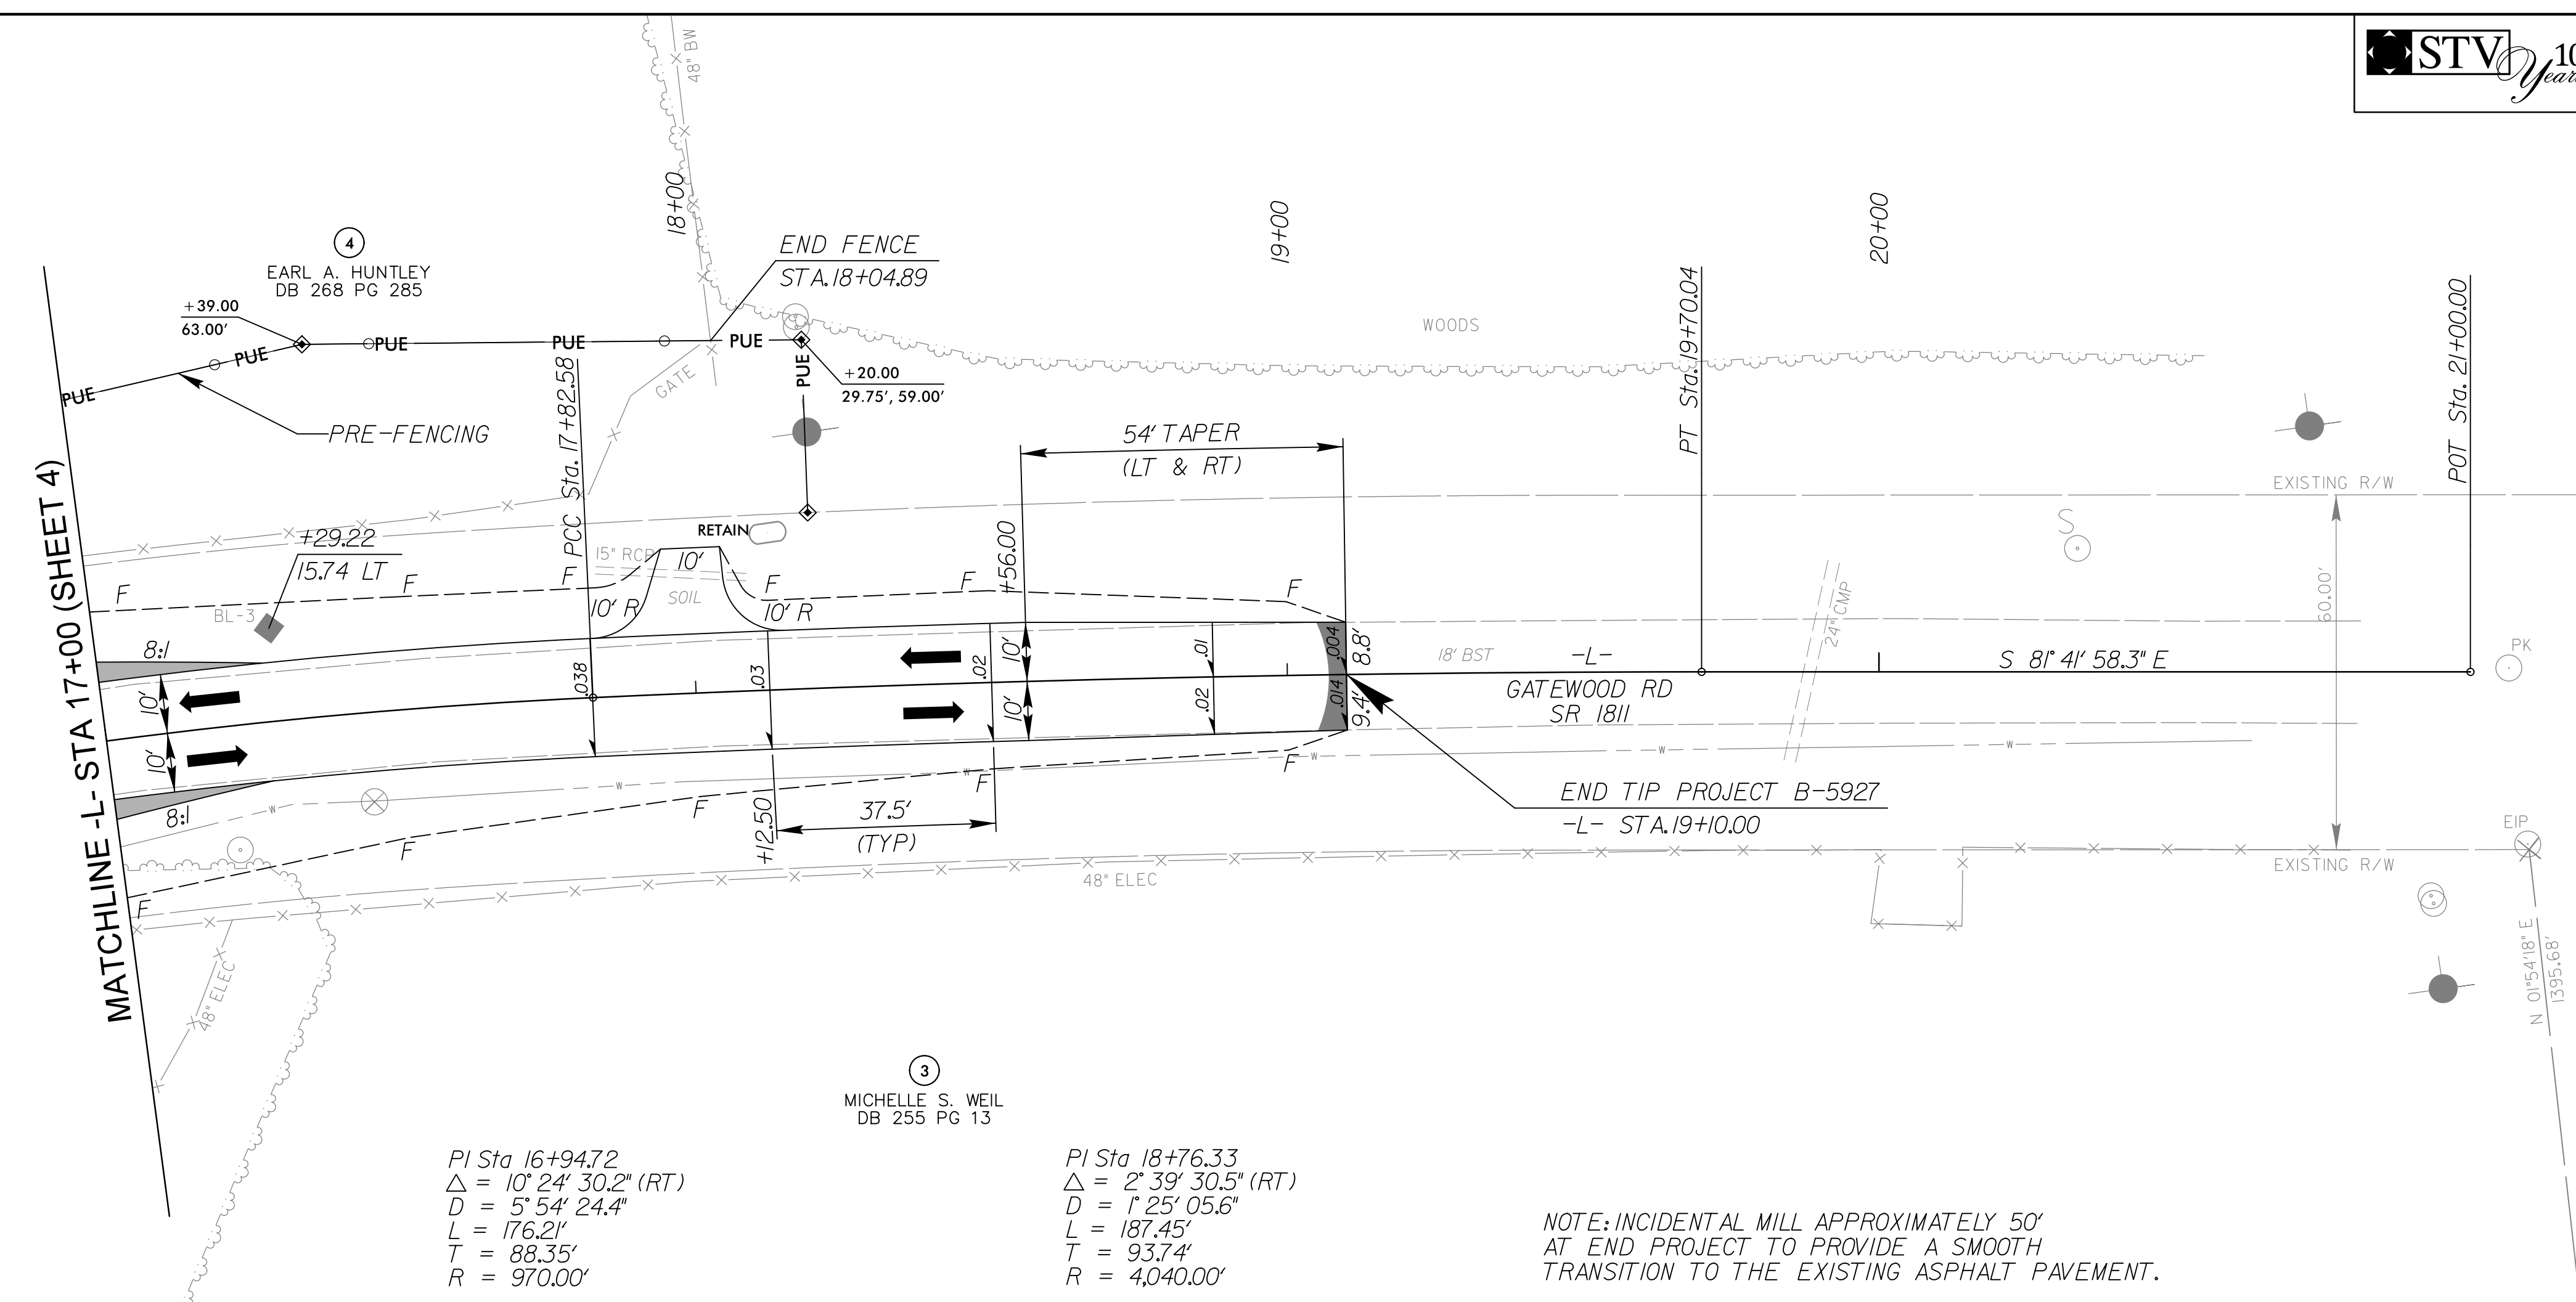 STV
10
Years
48" BW
18+00
19+00
20+00
4
EARL A. HUNTLEY
DB 268 PG 285
+39.00
63.00'
END FENCE
STA.18+04.89
PUE
PUE
PUE
PUE
PUE
PUE
+20.00
29.75', 59.00'
PRE-FENCING
GATE
WOODS
PCC Sta. 17+82.58
PT Sta. 19+70.04
POT Sta. 21+00.00
54' TAPER
(LT & RT)
EXISTING R/W
MATCHLINE -L- STA 17+00 (SHEET 4)
+29.22
15.74 LT
BL-3
RETAIN
15" RCP
10'
SOIL
10' R
10' R
+56.00
F
F
F
F
F
F
8:1
10'
10'
8:1
.038
.03
.02
10'
10'
.01
.02
.004
.014
8.8'
9.4'
18' BST
-L-
GATEWOOD RD
SR 1811
S 81° 41' 58.3" E
24" CMP
S
60.00'
PK
W
W
W
W
W
F
F
F
F
+12.50
37.5'
(TYP)
END TIP PROJECT B-5927
-L- STA.19+10.00
EIP
EXISTING R/W
48" ELEC
48" ELEC
N 01°54'18" E
1395.68'
3
MICHELLE S. WEIL
DB 255 PG 13
PI Sta 16+94.72
△ = 10° 24' 30.2" (RT)
D = 5° 54' 24.4"
L = 176.21'
T = 88.35'
R = 970.00'
PI Sta 18+76.33
△ = 2° 39' 30.5" (RT)
D = 1° 25' 05.6"
L = 187.45'
T = 93.74'
R = 4,040.00'
NOTE: INCIDENTAL MILL APPROXIMATELY 50'
AT END PROJECT TO PROVIDE A SMOOTH
TRANSITION TO THE EXISTING ASPHALT PAVEMENT.